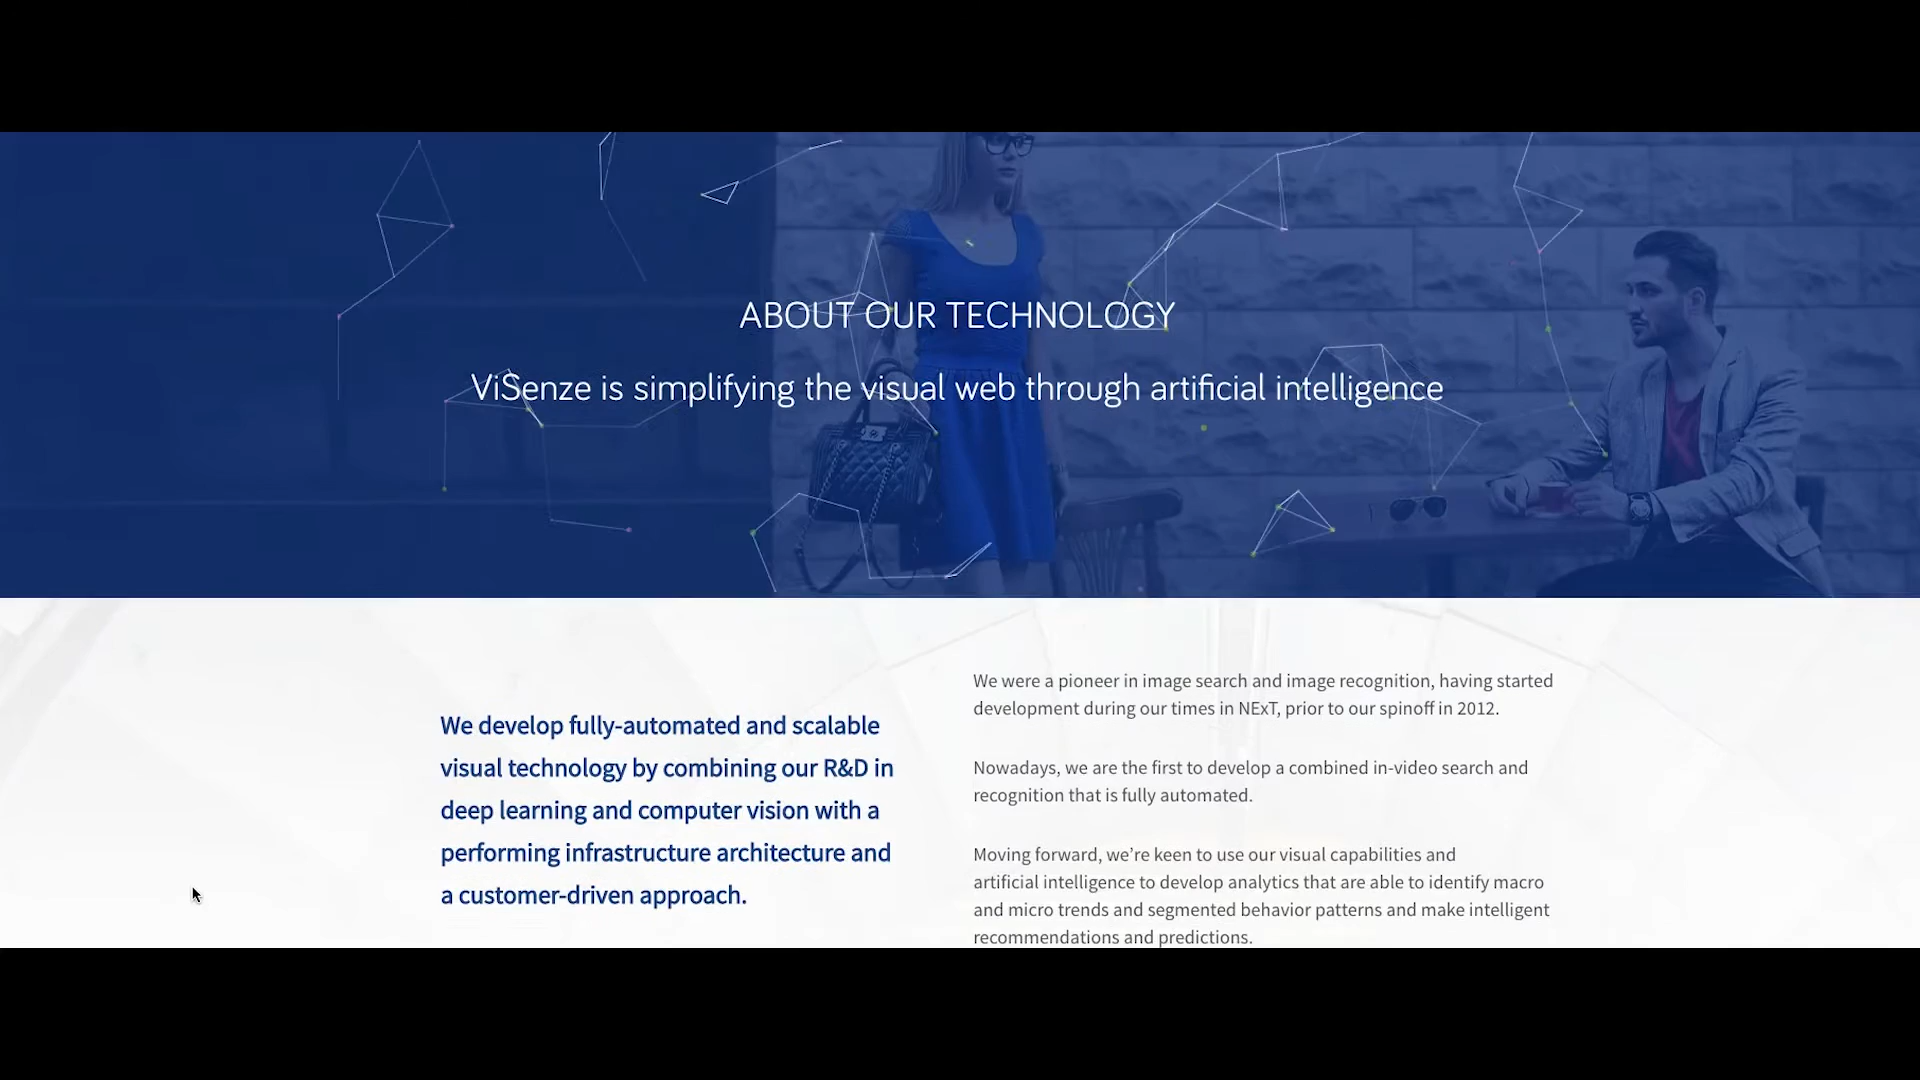 ABOUT OUR TECHNOLOGY
ViSenze is simplifying the visual web through artificial intelligence
We develop fully-automated and scalable
visual technology by combining our R&D in
deep learning and computer vision with a
performing infrastructure architecture and
a customer-driven approach.
We were a pioneer in image search and image recognition, having started
development during our times in NExT, prior to our spinoff in 2012.
Nowadays, we are the first to develop a combined in-video search and
recognition that is fully automated.
Moving forward, we’re keen to use our visual capabilities and
artificial intelligence to develop analytics that are able to identify macro
and micro trends and segmented behavior patterns and make intelligent
recommendations and predictions.